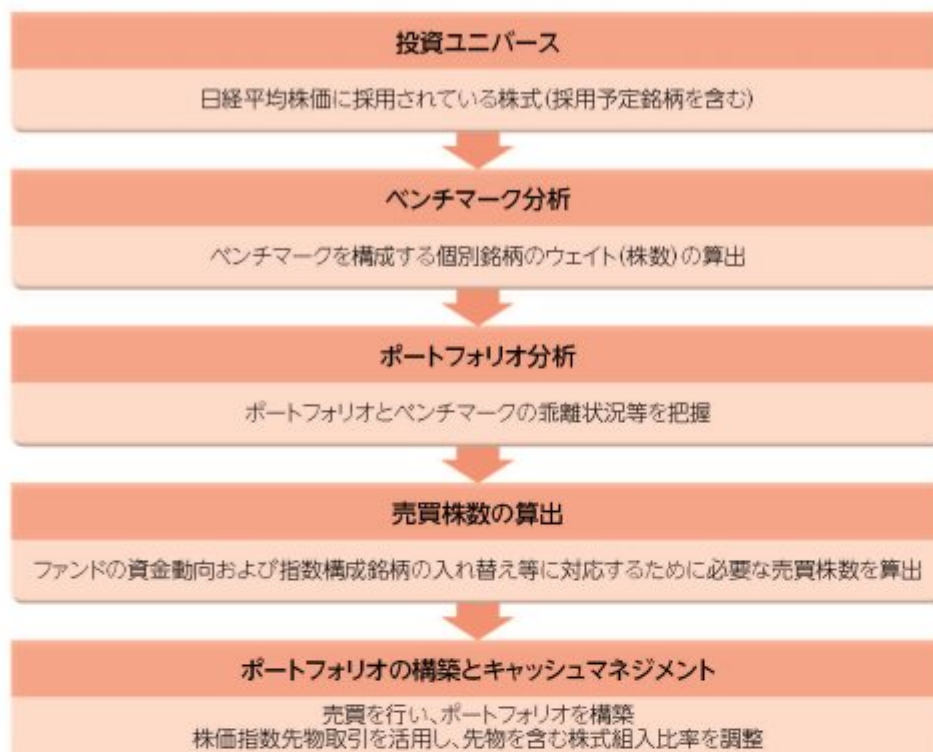 投資ユニバース
日経平均株価に採用されている株式(採用予定銘柄を含む)
ベンチマーク分析
ベンチマークを構成する個別銘柄のウェイト(株数)の算出
ポートフォリオ分析
ポートフォリオとベンチマークの乖離状況等を把握
売買株数の算出
ファンドの資金動向および指数構成銘柄の入れ替え等に対応するために必要な売買株数を算出
ポートフォリオの構築とキャッシュマネジメント
売買を行い、ポートフォリオを構築
株価指数先物取引を活用し、先物を含む株式組入比率を調整